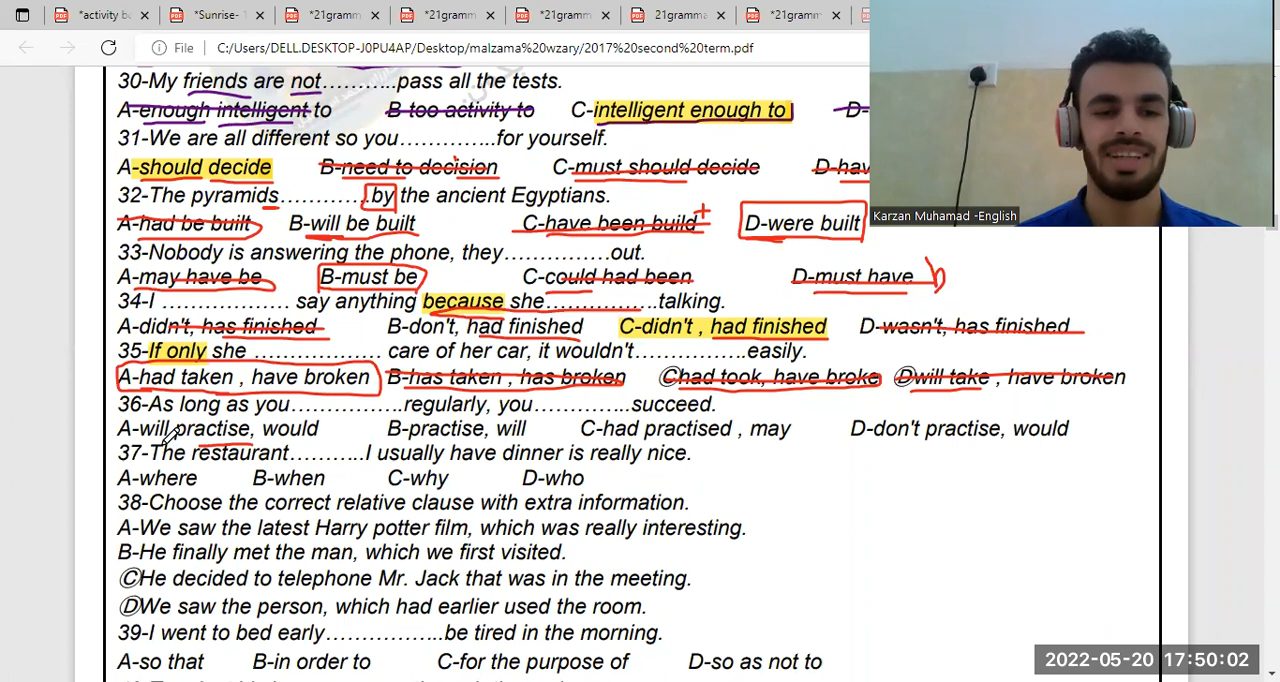 *activity b
*Sunrise-
*21gramm
*21gramm
*21gramm
21gramma
*21gramm
File
C:/Users/DELL.DESKTOP-J0PU4AP/Desktop/malzama%20wzary/2017%20second%20term.pdf
30-My friends are not………..pass all the tests.
A-enough intelligent to B too activity to C-intelligent enough to D-
31-We are all different so you…………..for yourself.
A-should decide B-need to decision C-must should decide D-hav
32-The pyramids…………by the ancient Egyptians.
A-had be built B-will be built C-have been build D-were built
33-Nobody is answering the phone, they……………out.
A-may have be B-must be C-could had been D-must have b
34-I ……………… say anything because she……………talking.
A-didn't, has finished B-don't, had finished C-didn't , had finished D-wasn't, has finished
35-If only she ……………… care of her car, it wouldn't……………easily.
A-had taken , have broken B-has taken , has broken Ⓒhad took, have broke Ⓓwill take , have broken
36-As long as you……………..regularly, you…………..succeed.
A-will practise, would B-practise, will C-had practised , may D-don't practise, would
37-The restaurant………..I usually have dinner is really nice.
A-where B-when C-why D-who
38-Choose the correct relative clause with extra information.
A-We saw the latest Harry potter film, which was really interesting.
B-He finally met the man, which we first visited.
ⒸHe decided to telephone Mr. Jack that was in the meeting.
ⒹWe saw the person, which had earlier used the room.
39-I went to bed early……………..be tired in the morning.
A-so that B-in order to C-for the purpose of D-so as not to
Karzan Muhamad -English
2022-05-20 17:50:02